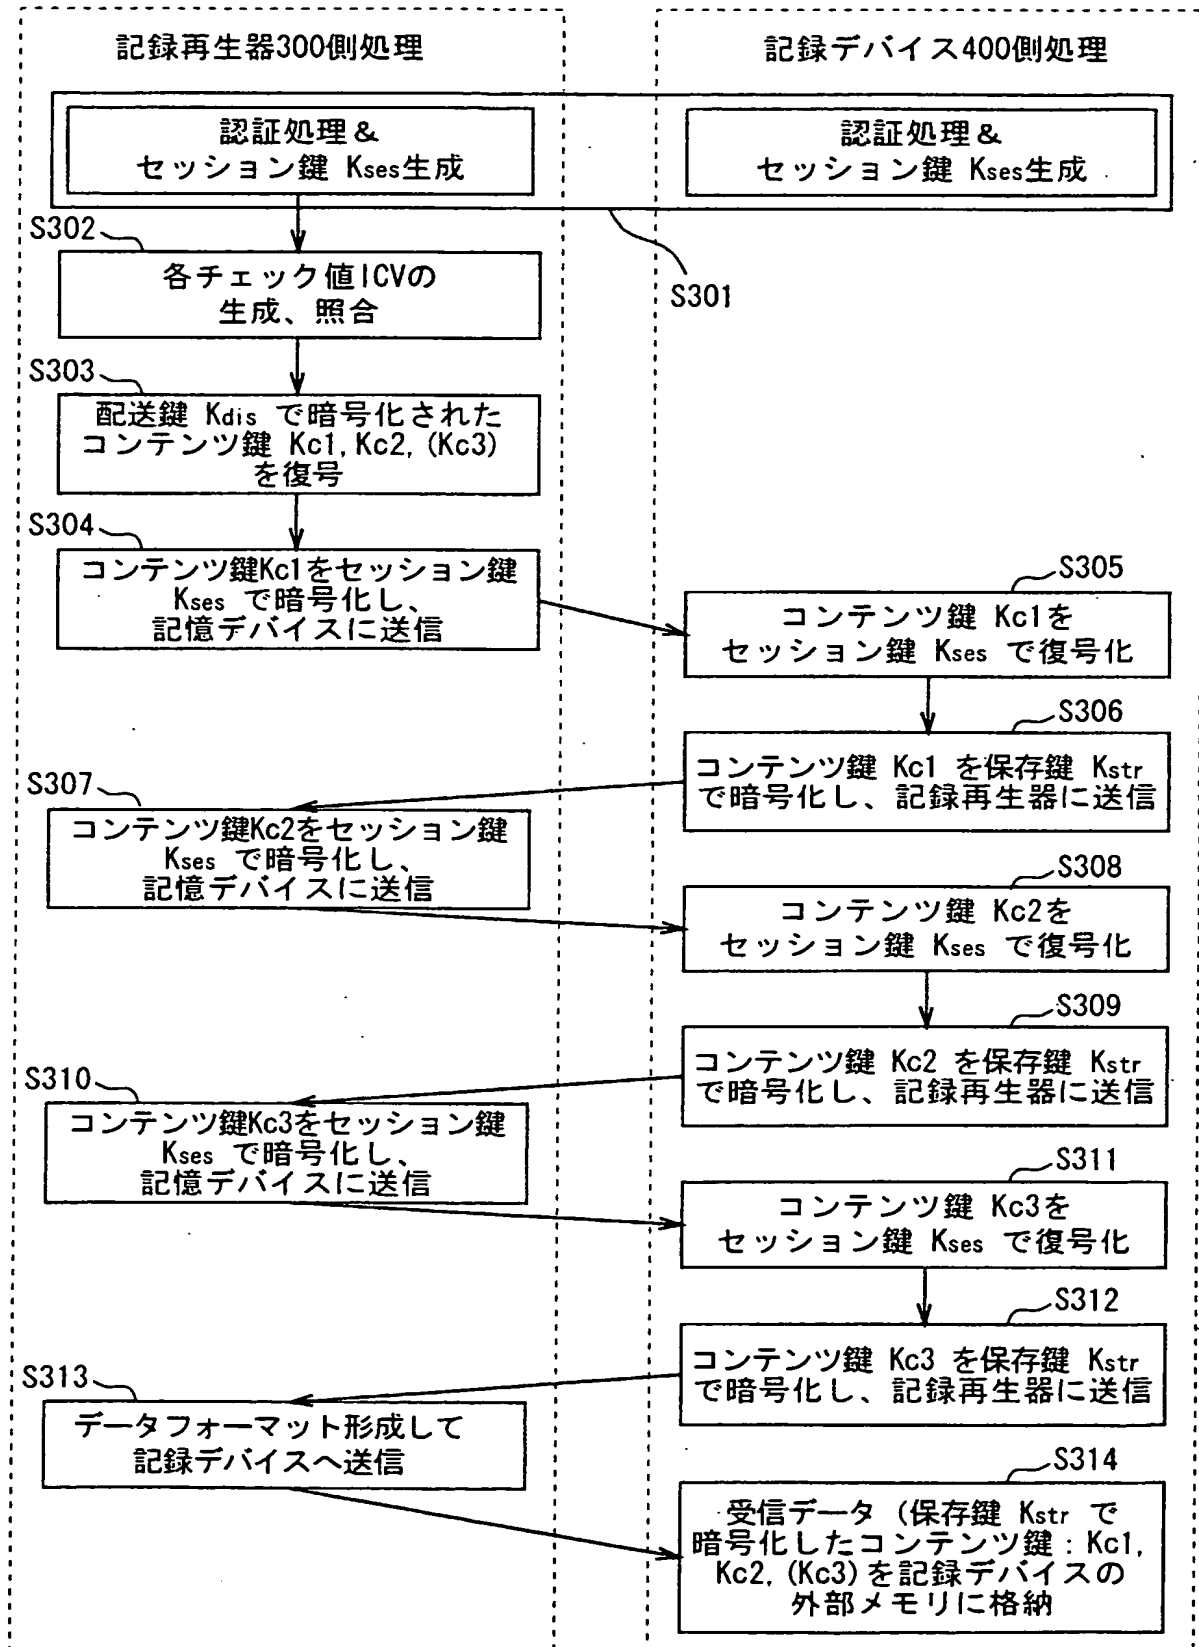 記録再生器300側処理
記録デバイス400側処理
認証処理&
セッション鍵 Kses生成
認証処理&
セッション鍵 Kses生成
S301
S302
各チェック値ICVの
生成、照合
S303
配送鍵 Kdis で暗号化された
コンテンツ鍵 Kc1, Kc2, (Kc3)
を復号
S304
コンテンツ鍵Kc1をセッション鍵
Kses で暗号化し、
記憶デバイスに送信
S305
コンテンツ鍵 Kc1を
セッション鍵 Kses で復号化
S306
コンテンツ鍵 Kc1 を保存鍵 Kstr
で暗号化し、記録再生器に送信
S307
コンテンツ鍵Kc2をセッション鍵
Kses で暗号化し、
記憶デバイスに送信
S308
コンテンツ鍵 Kc2を
セッション鍵 Kses で復号化
S309
コンテンツ鍵 Kc2 を保存鍵 Kstr
で暗号化し、記録再生器に送信
S310
コンテンツ鍵Kc3をセッション鍵
Kses で暗号化し、
記憶デバイスに送信
S311
コンテンツ鍵 Kc3を
セッション鍵 Kses で復号化
S312
コンテンツ鍵 Kc3 を保存鍵 Kstr
で暗号化し、記録再生器に送信
S313
データフォーマット形成して
記録デバイスへ送信
S314
受信データ (保存鍵 Kstr で
暗号化したコンテンツ鍵:Kc1,
Kc2, (Kc3)を記録デバイスの
外部メモリに格納